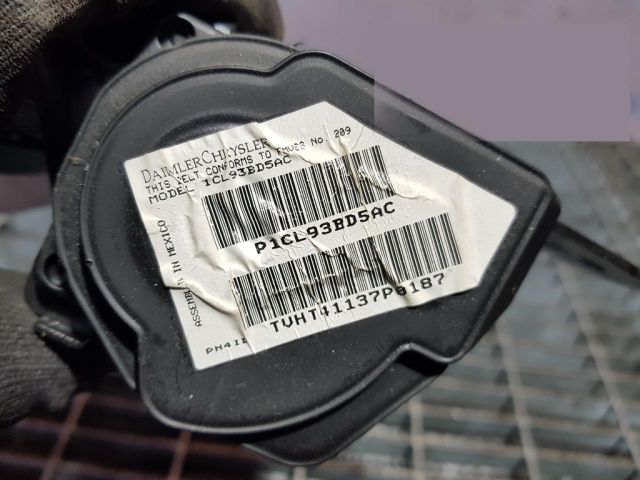 DAIMLERCHRYSLER
THIS BELT CONFORMS TO FMVSS No 209
MODEL 1CL93BD5AC
P1CL93BD5AC
TVHT41137P0187
ASSEMBLED IN MEXICO